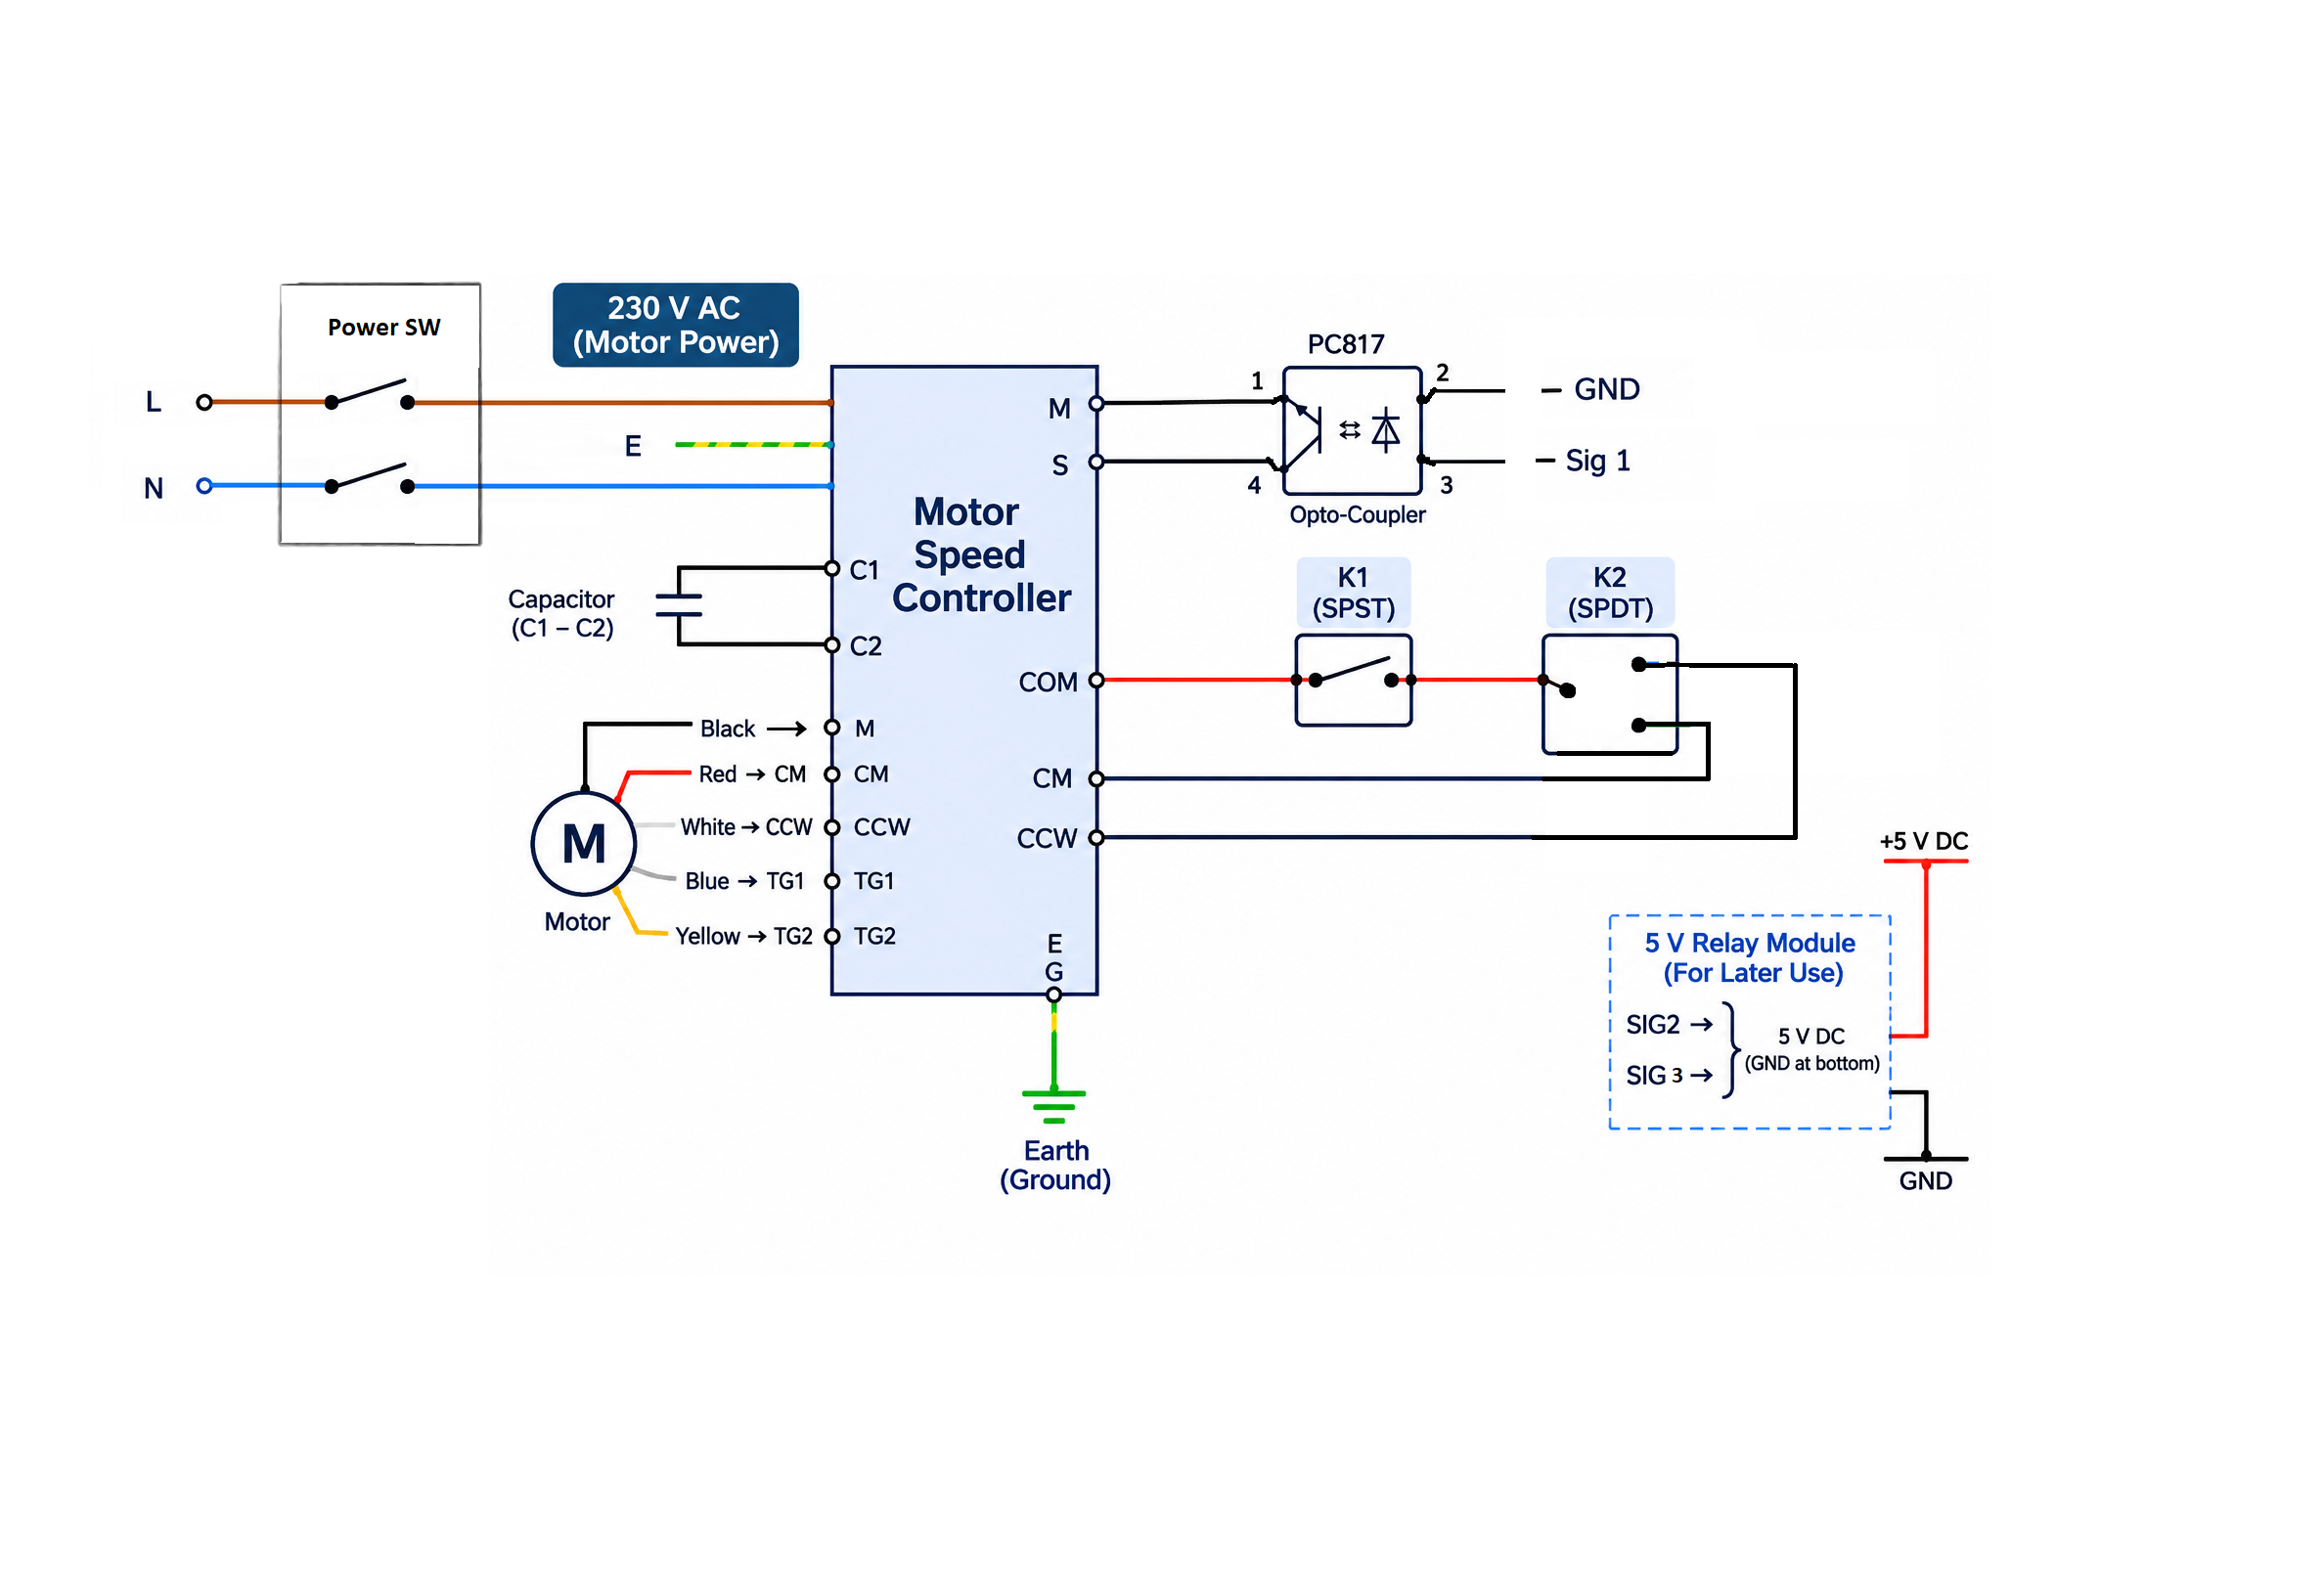 Power SW
230 V AC
(Motor Power)
L
E
N
Motor
Speed
Controller
C1
C2
Capacitor
(C1 – C2)
Black → M
Red → CM CM
White → CCW CCW
Blue → TG1 TG1
Yellow → TG2 TG2
M
Motor
M
S
COM
CM
CCW
E
G
Earth
(Ground)
PC817
1
2
4
3
Opto-Coupler
– GND
– Sig 1
K1
(SPST)
K2
(SPDT)
+5 V DC
5 V Relay Module
(For Later Use)
SIG2 →
SIG 3 →
5 V DC
(GND at bottom)
GND